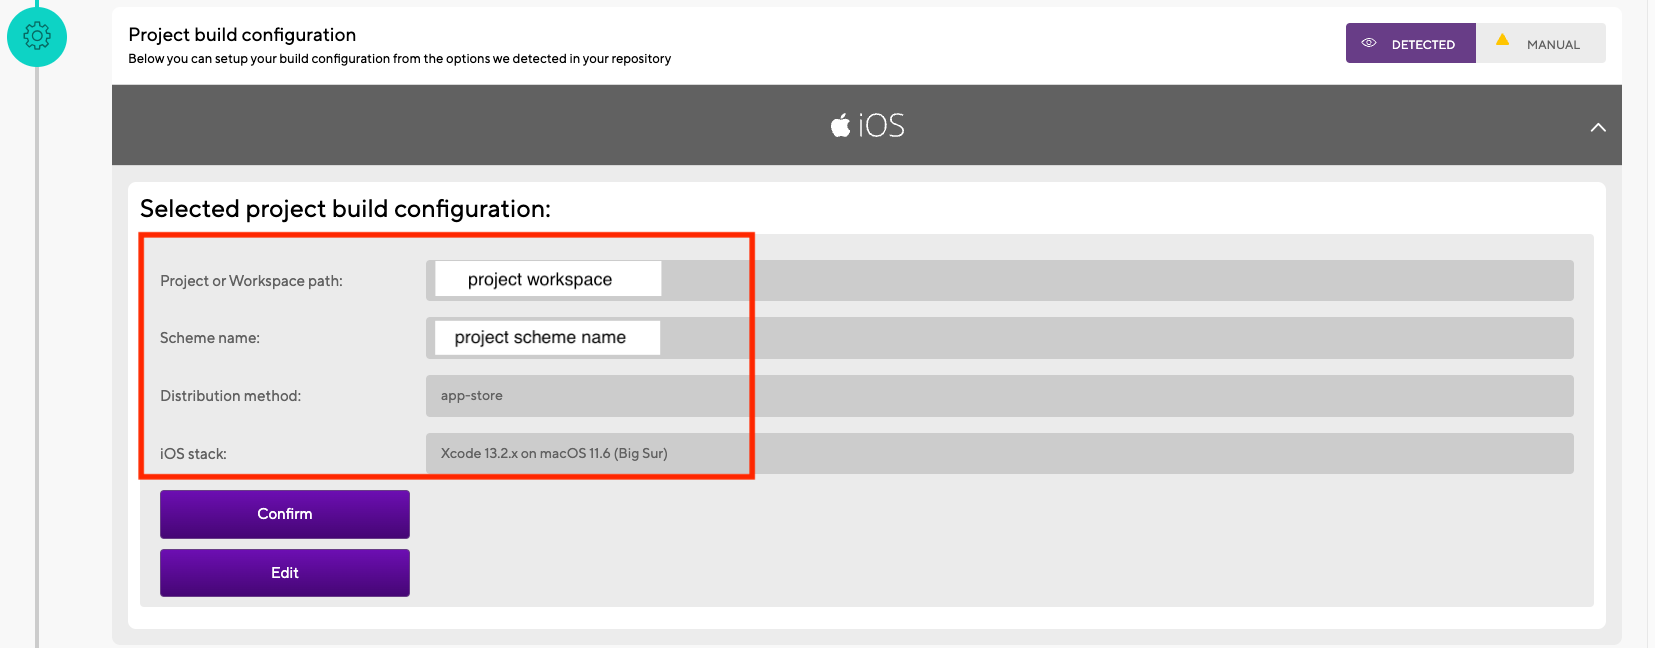 Project build configuration
Below you can setup your build configuration from the options we detected in your repository
DETECTED
MANUAL
iOS
Selected project build configuration:
Project or Workspace path:
project workspace
Scheme name:
project scheme name
Distribution method:
app-store
iOS stack:
Xcode 13.2.x on macOS 11.6 (Big Sur)
Confirm
Edit